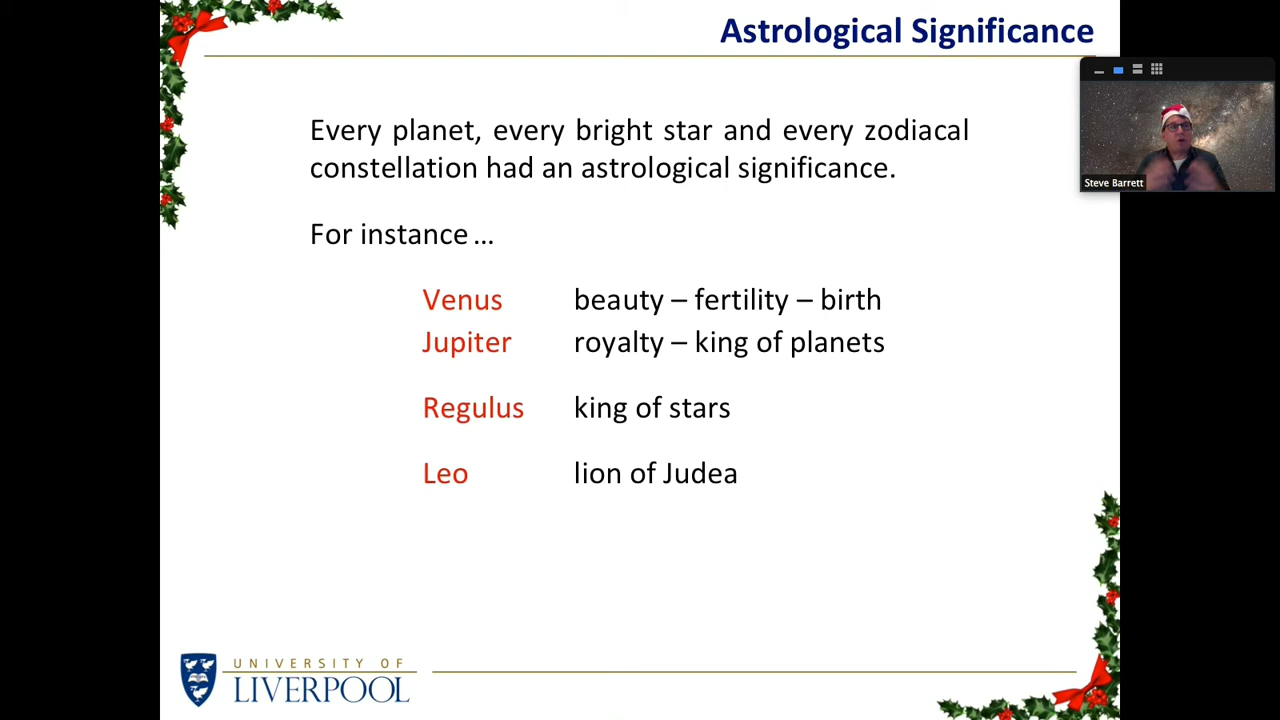 Astrological Significance
Every planet, every bright star and every zodiacal
constellation had an astrological significance.
For instance ...
Venus beauty – fertility – birth
Jupiter royalty – king of planets
Regulus king of stars
Leo lion of Judea
Steve Barrett
UNIVERSITY OF
LIVERPOOL